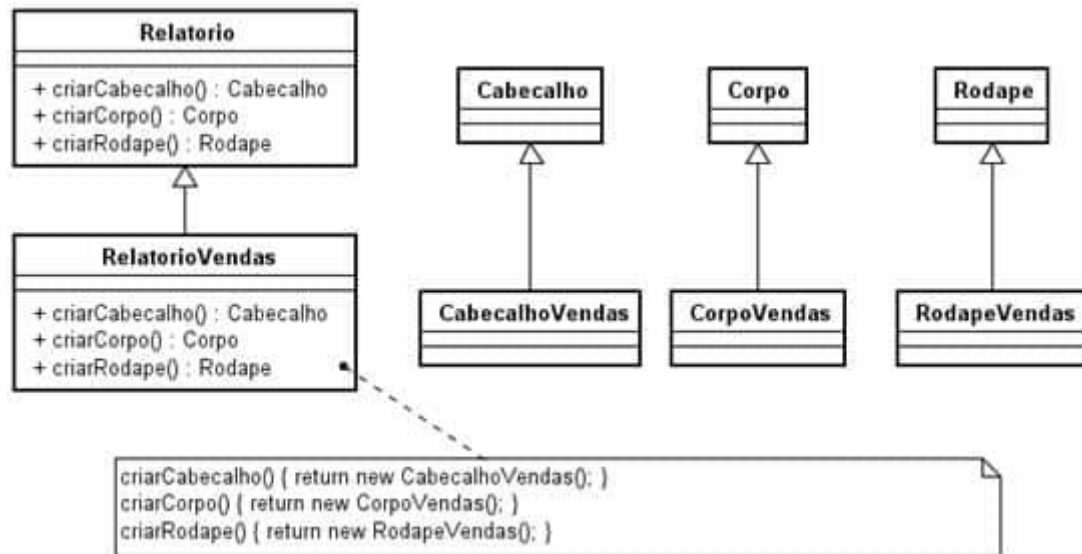 Relatorio
+ criarCabecalho() : Cabecalho
+ criarCorpo() : Corpo
+ criarRodape() : Rodape
Cabecalho
Corpo
Rodape
RelatorioVendas
+ criarCabecalho() : Cabecalho
+ criarCorpo() : Corpo
+ criarRodape() : Rodape
CabecalhoVendas
CorpoVendas
RodapeVendas
criarCabecalho() { return new CabecalhoVendas(); }
criarCorpo() { return new CorpoVendas(); }
criarRodape() { return new RodapeVendas(); }